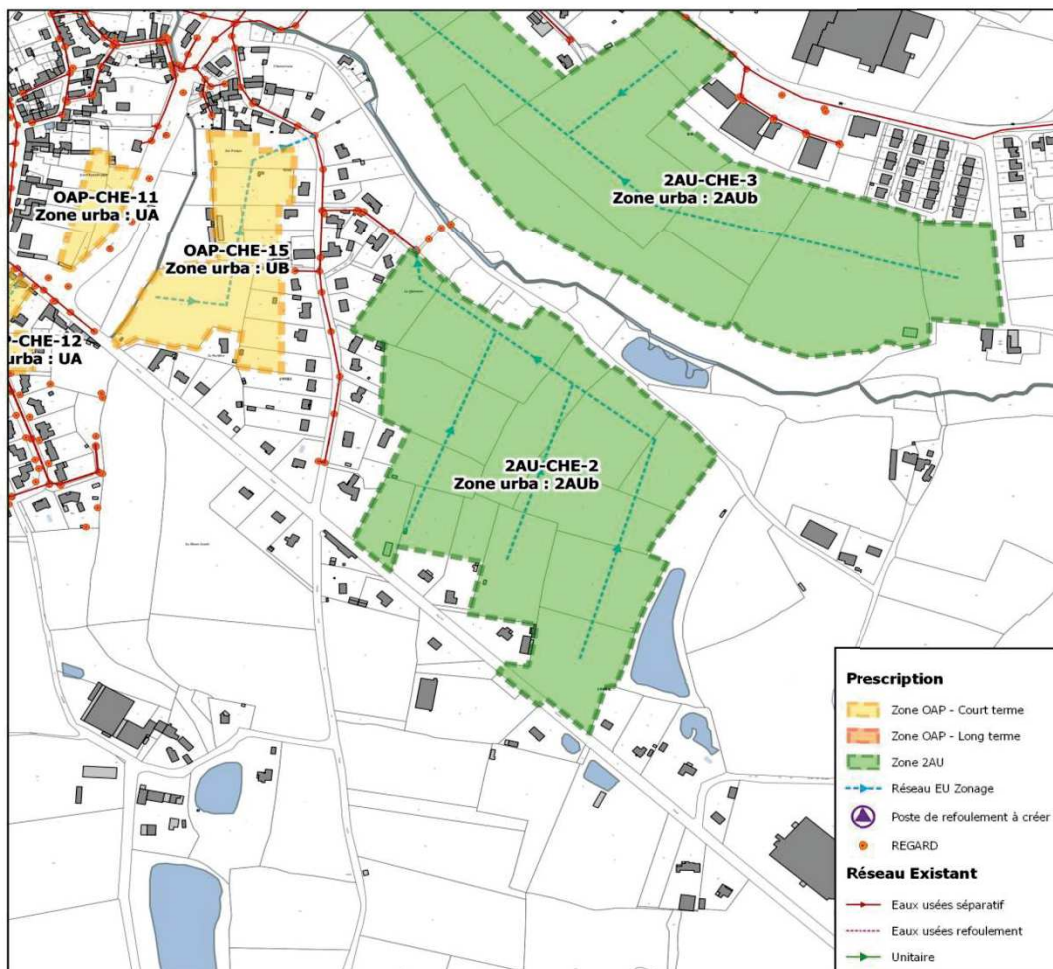 OAP-CHE-11
Zone urba : UA
OAP-CHE-15
Zone urba : UB
P-CHE-12
urba : UA
2AU-CHE-3
Zone urba : 2AUb
2AU-CHE-2
Zone urba : 2AUb
Prescription
Zone OAP - Court terme
Zone OAP - Long terme
Zone 2AU
Réseau EU Zonage
Poste de refoulement à créer
REGARD
Réseau Existant
Eaux usées séparatif
Eaux usées refoulement
Unitaire